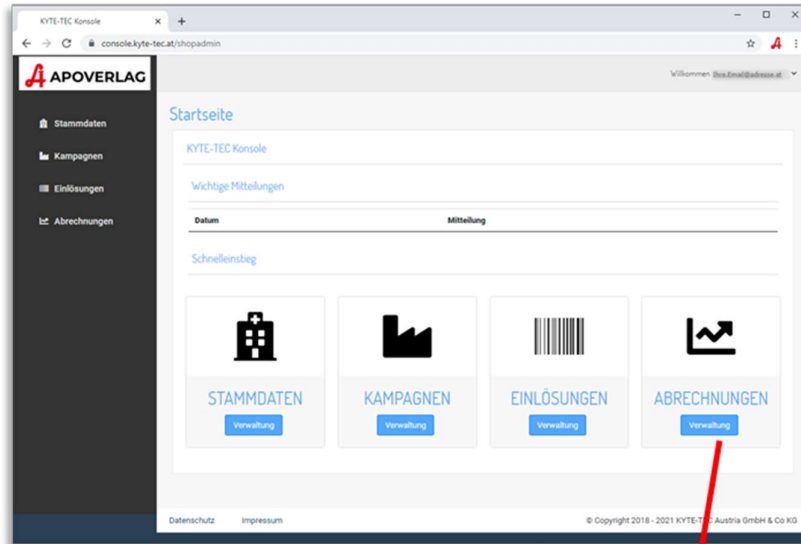 KYTE-TEC Konsole
console.kyte-tec.at/shopadmin
APOVERLAG
Willkommen
Stammdaten
Kampagnen
Einlösungen
Abrechnungen
Startseite
KYTE-TEC Konsole
Wichtige Mitteilungen
Datum Mitteilung
Schnelleinstieg
STAMMDATEN KAMPAGNEN EINLÖSUNGEN ABRECHNUNGEN
Verwaltung Verwaltung Verwaltung Verwaltung
Datenschutz Impressum © Copyright 2018 - 2021 Austria GmbH & Co KG